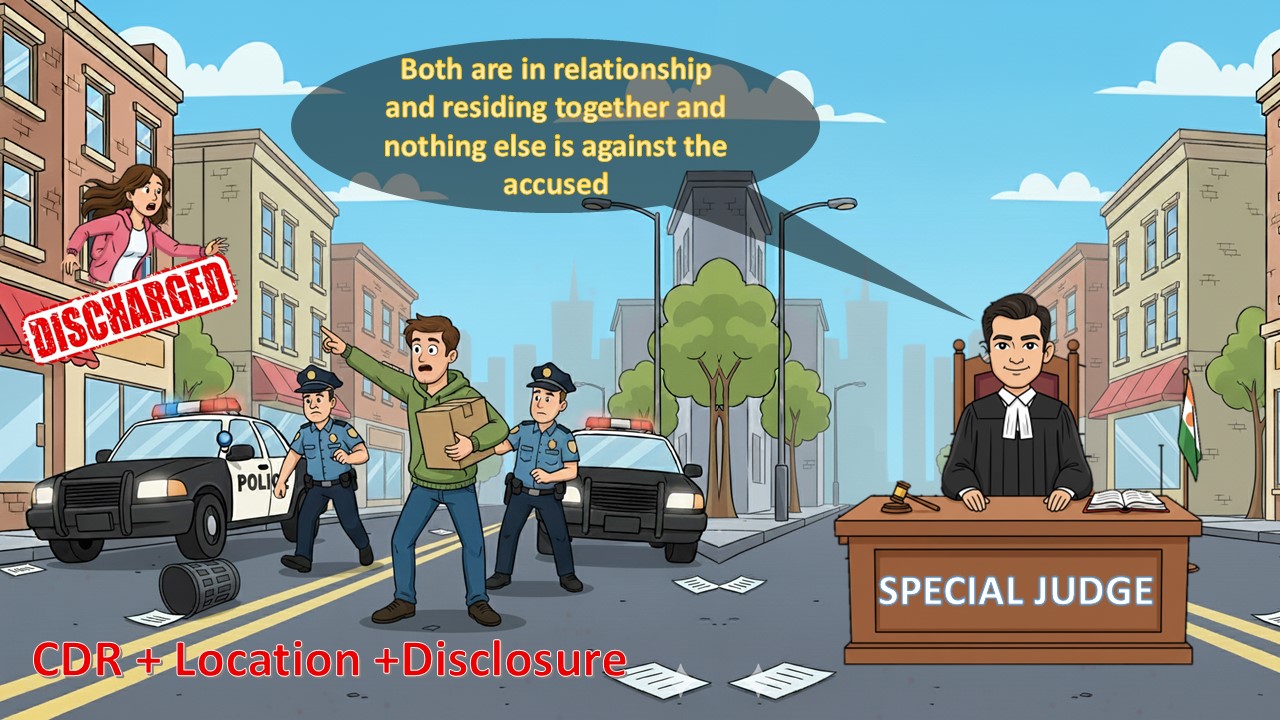 Both are in relationship
and residing together and
nothing else is against the
accused
DISCHARGED
POLIC
SPECIAL JUDGE
CDR + Location +Disclosure